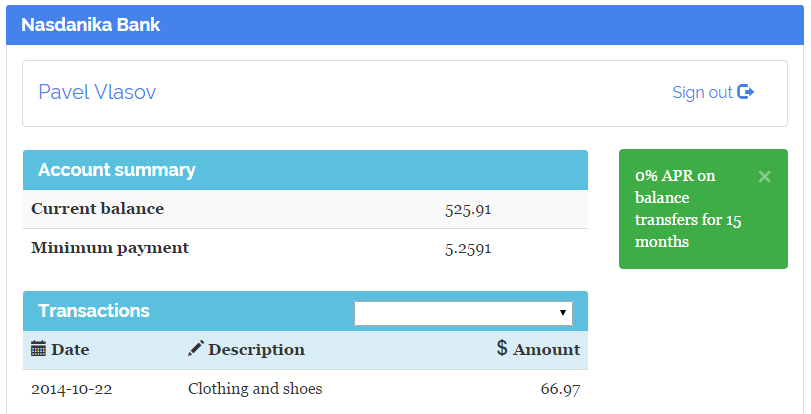 Nasdanika Bank
Pavel Vlasov
Sign out
Account summary
Current balance 525.91
Minimum payment 5.2591
0% APR on
balance
transfers for 15
months
×
Transactions
Date Description $ Amount
2014-10-22 Clothing and shoes 66.97